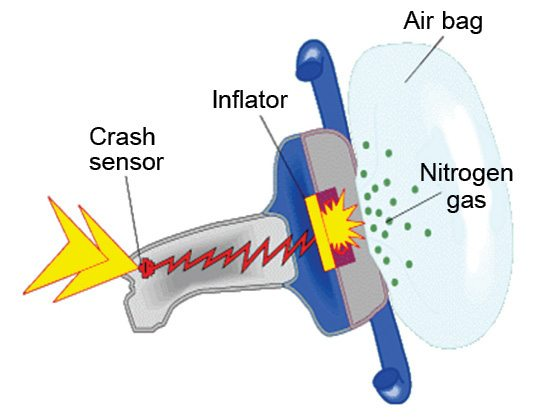 Air bag
Inflator
Crash
sensor
Nitrogen
gas